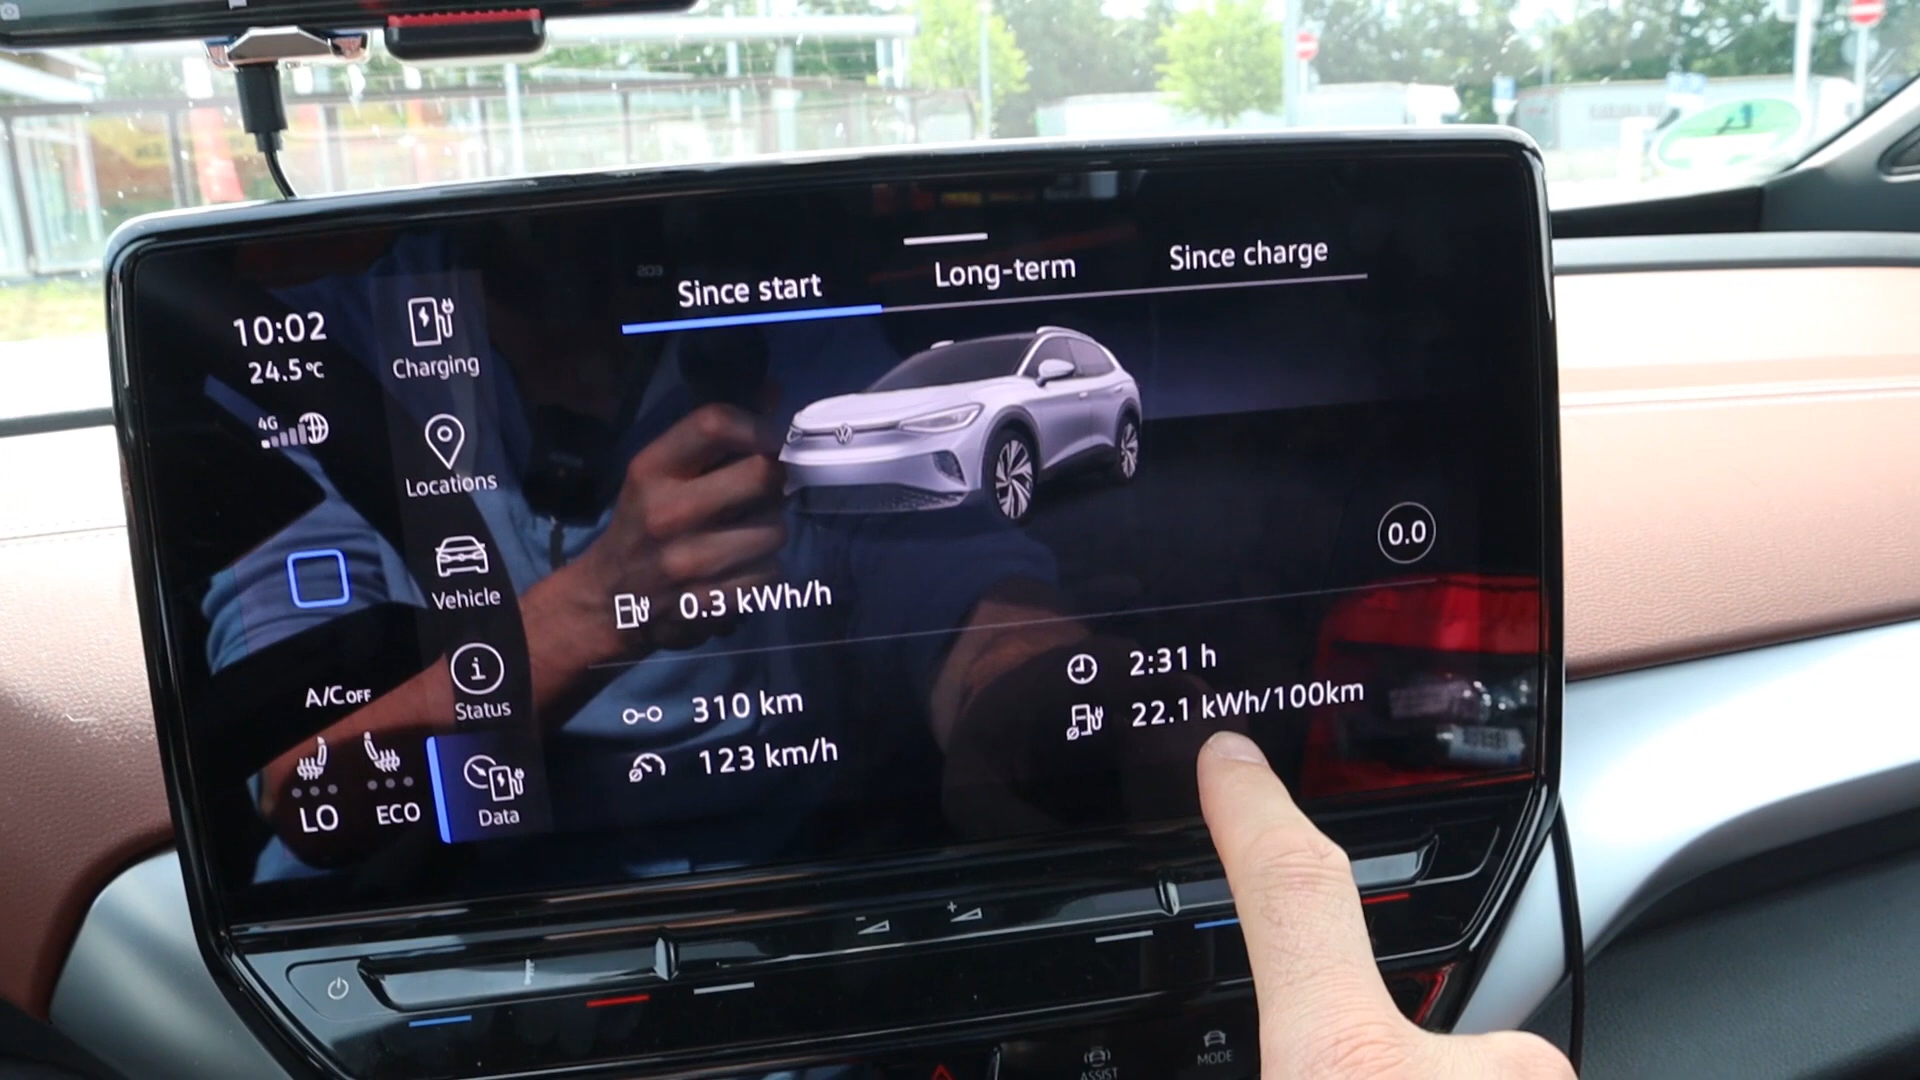 Since start
Long-term
Since charge
10:02
24.5°C
4G
Charging
Locations
Vehicle
Status
Data
A/C OFF
LO
ECO
0.0
0.3 kWh/h
310 km
123 km/h
2:31 h
22.1 kWh/100km
ASSIST
MODE